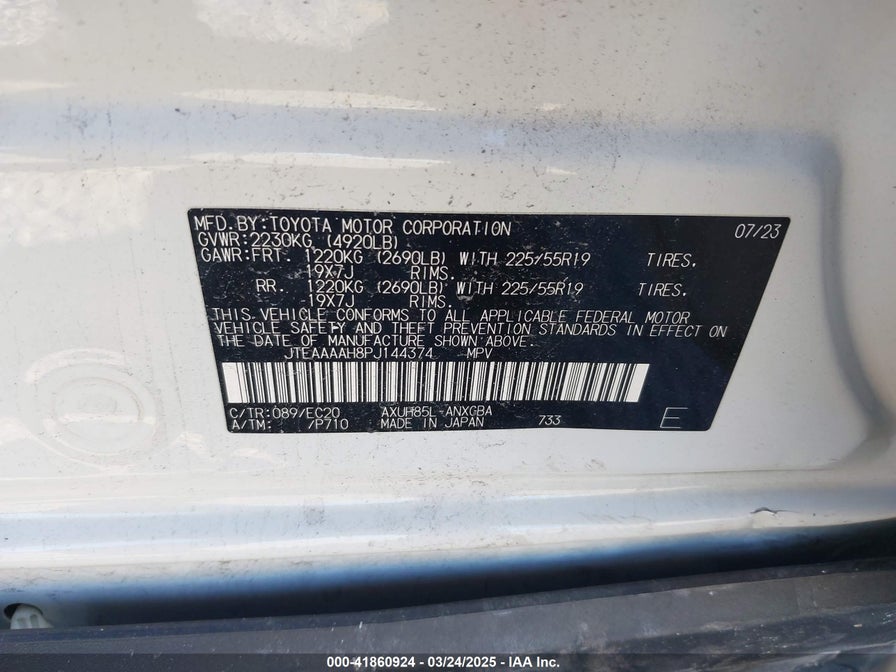 MFD. BY: TOYOTA MOTOR CORPORATION 07/23
GVWR: 2230KG (4920LB)
GAWR: FRT. 1220KG (2690LB) WITH 225/55R19 TIRES.
19X7J RIMS.
RR. 1220KG (2690LB) WITH 225/55R19 TIRES.
19X7J RIMS.
THIS VEHICLE CONFORMS TO ALL APPLICABLE FEDERAL MOTOR
VEHICLE SAFETY AND THEFT PREVENTION STANDARDS IN EFFECT ON
THE DATE OF MANUFACTURE SHOWN ABOVE.
JTEAAAAH8PJ144374 MPV
C/TR: 089/EC20 AXUH85L-ANXGBA
A/TM: /P710 MADE IN JAPAN 733 E
000-41860924 - 03/24/2025 - IAA Inc.